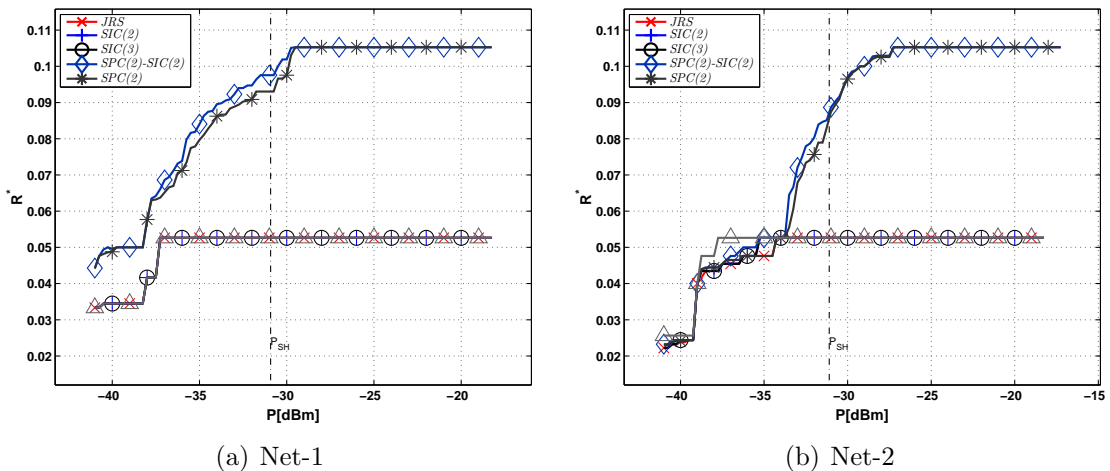 JRS
SIC(2)
SIC(3)
SPC(2)-SIC(2)
SPC(2)
0.11
0.1
0.09
0.08
0.07
0.06
0.05
0.04
0.03
0.02
R*
P_SH
−40
−35
−30
−25
−20
P[dBm]
(a) Net-1
JRS
SIC(2)
SIC(3)
SPC(2)-SIC(2)
SPC(2)
0.11
0.1
0.09
0.08
0.07
0.06
0.05
0.04
0.03
0.02
R*
P_SH
−40
−35
−30
−25
−20
−15
P[dBm]
(b) Net-2